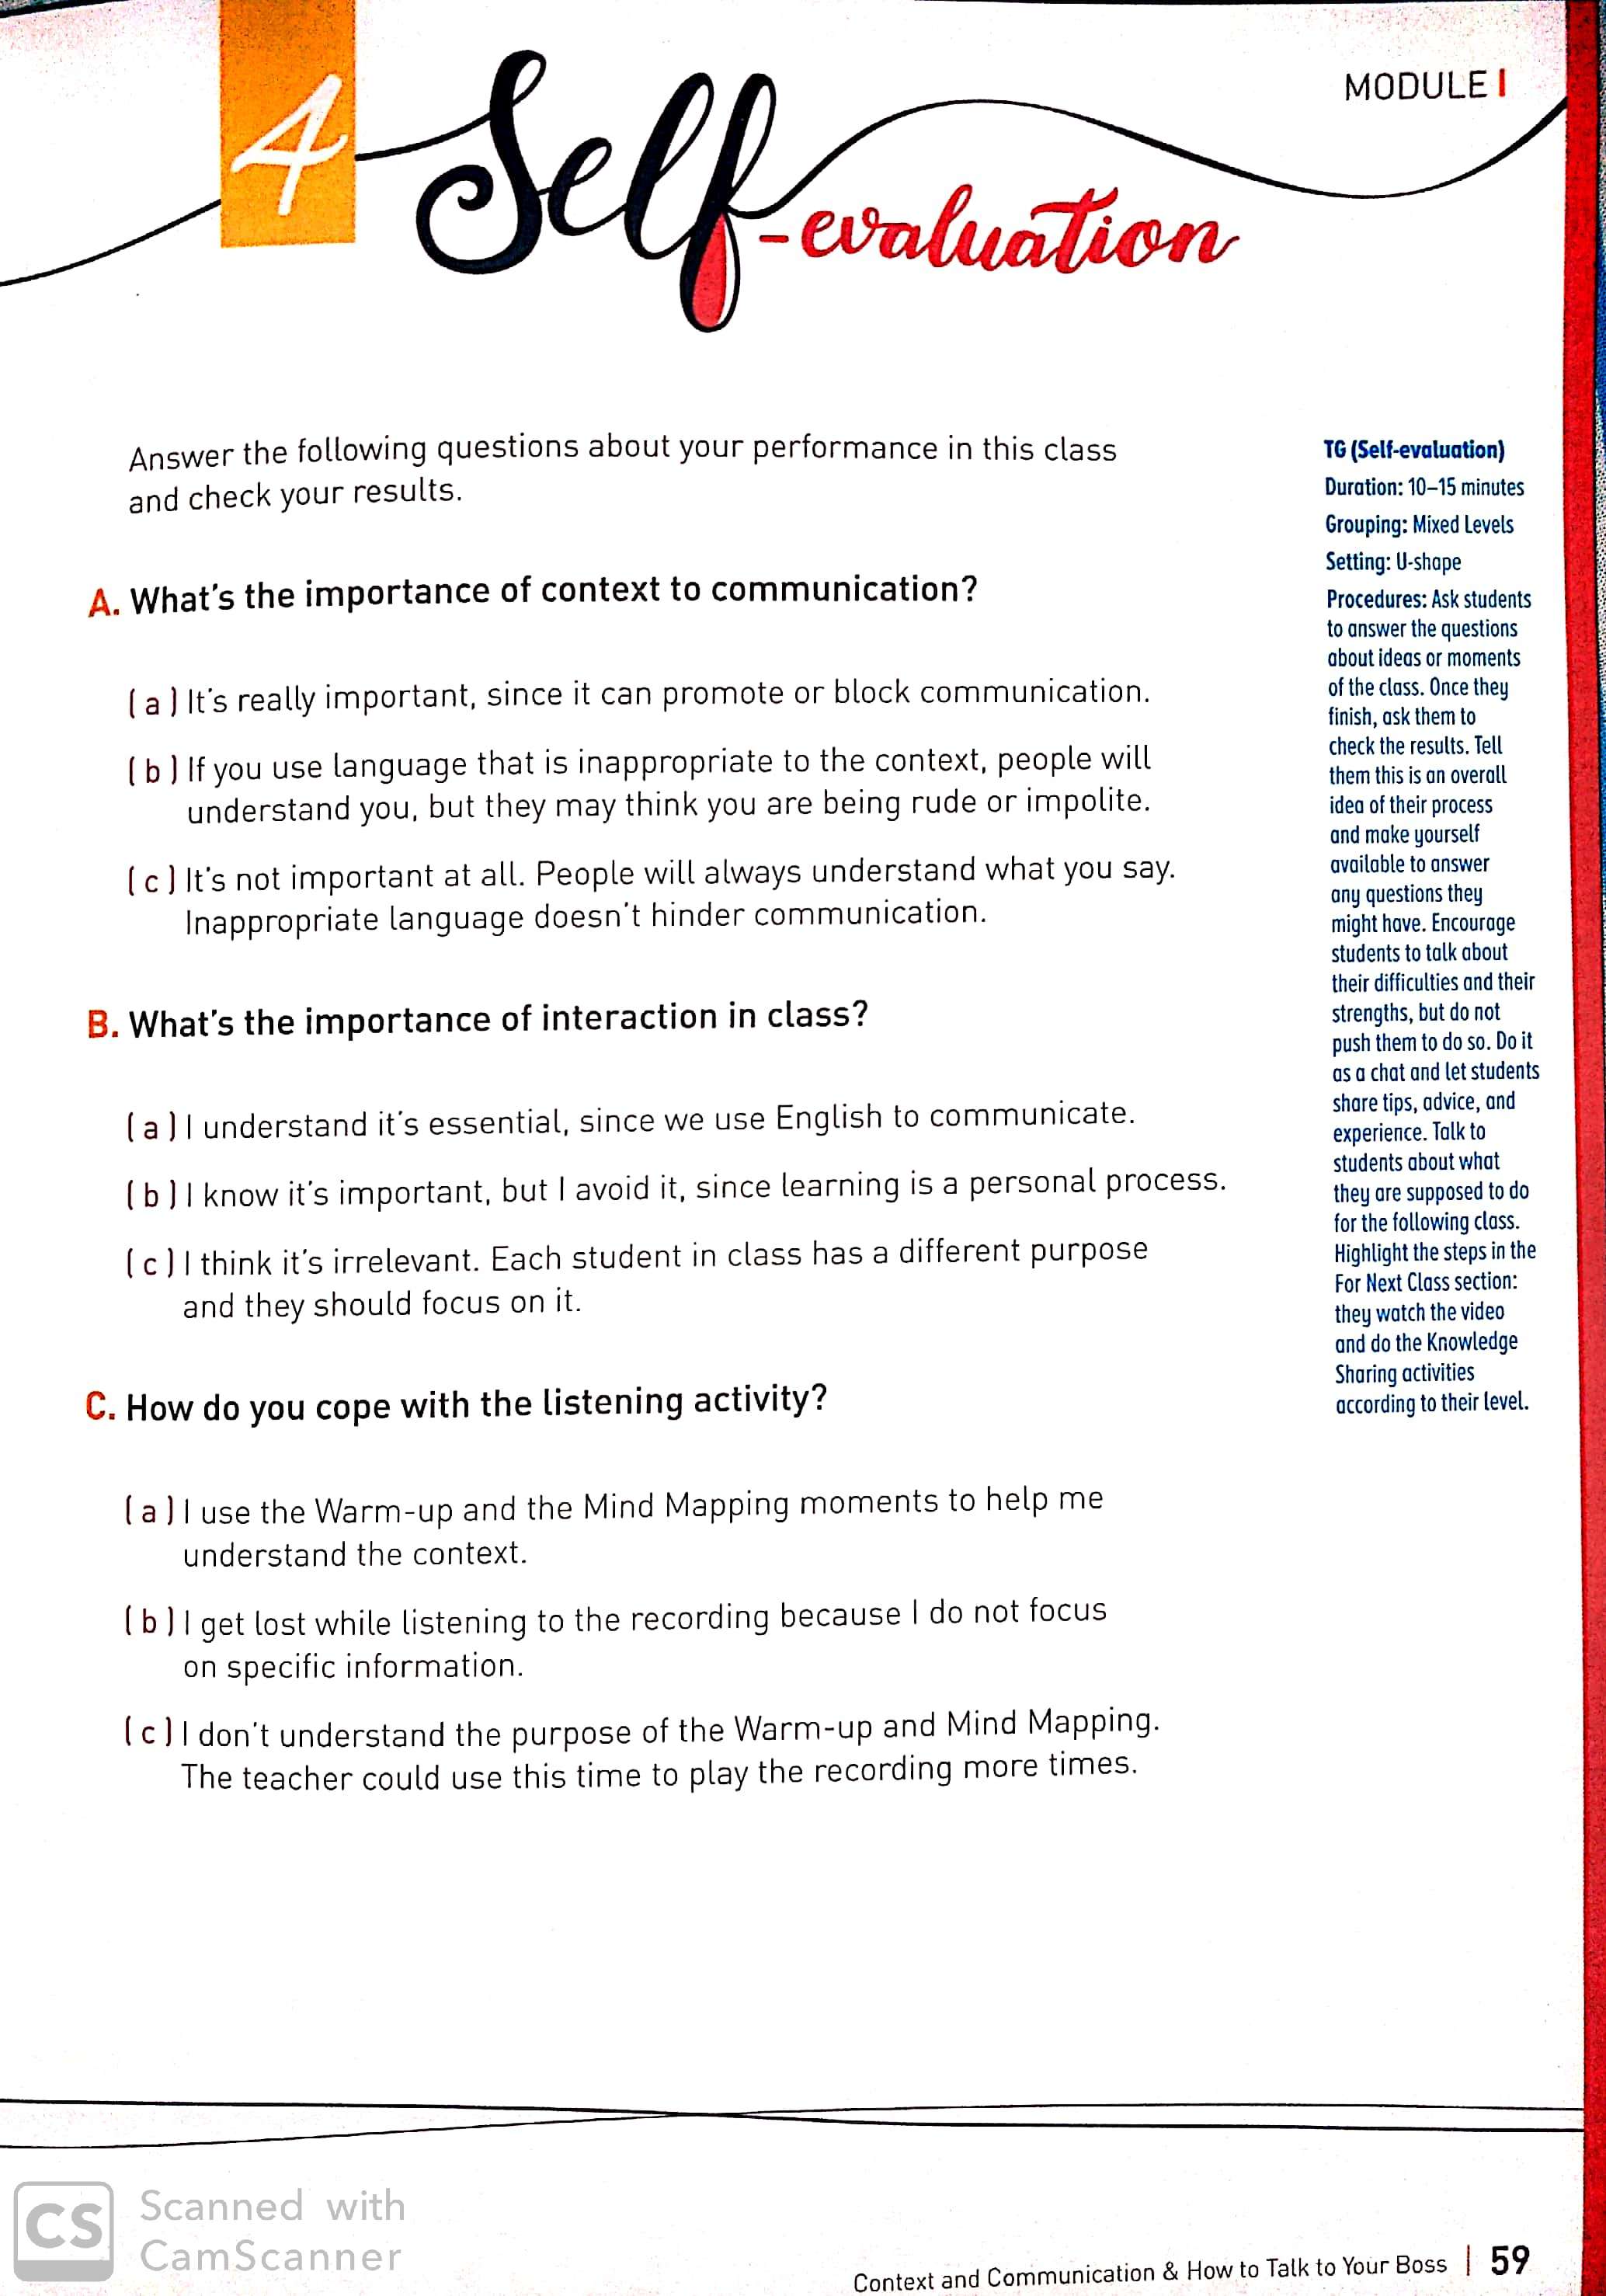 MODULE I
4 Self-evaluation
Answer the following questions about your performance in this class
and check your results.
A. What's the importance of context to communication?
( a ) It's really important, since it can promote or block communication.
( b ) If you use language that is inappropriate to the context, people will
understand you, but they may think you are being rude or impolite.
( c ) It's not important at all. People will always understand what you say.
Inappropriate language doesn't hinder communication.
B. What's the importance of interaction in class?
( a ) I understand it's essential, since we use English to communicate.
( b ) I know it's important, but I avoid it, since learning is a personal process.
( c ) I think it's irrelevant. Each student in class has a different purpose
and they should focus on it.
C. How do you cope with the listening activity?
( a ) I use the Warm-up and the Mind Mapping moments to help me
understand the context.
( b ) I get lost while listening to the recording because I do not focus
on specific information.
( c ) I don't understand the purpose of the Warm-up and Mind Mapping.
The teacher could use this time to play the recording more times.
TG (Self-evaluation)
Duration: 10–15 minutes
Grouping: Mixed Levels
Setting: U-shape
Procedures: Ask students
to answer the questions
about ideas or moments
of the class. Once they
finish, ask them to
check the results. Tell
them this is an overall
idea of their process
and make yourself
available to answer
any questions they
might have. Encourage
students to talk about
their difficulties and their
strengths, but do not
push them to do so. Do it
as a chat and let students
share tips, advice, and
experience. Talk to
students about what
they are supposed to do
for the following class.
Highlight the steps in the
For Next Class section:
they watch the video
and do the Knowledge
Sharing activities
according to their level.
CS Scanned with
CamScanner
Context and Communication & How to Talk to Your Boss | 59